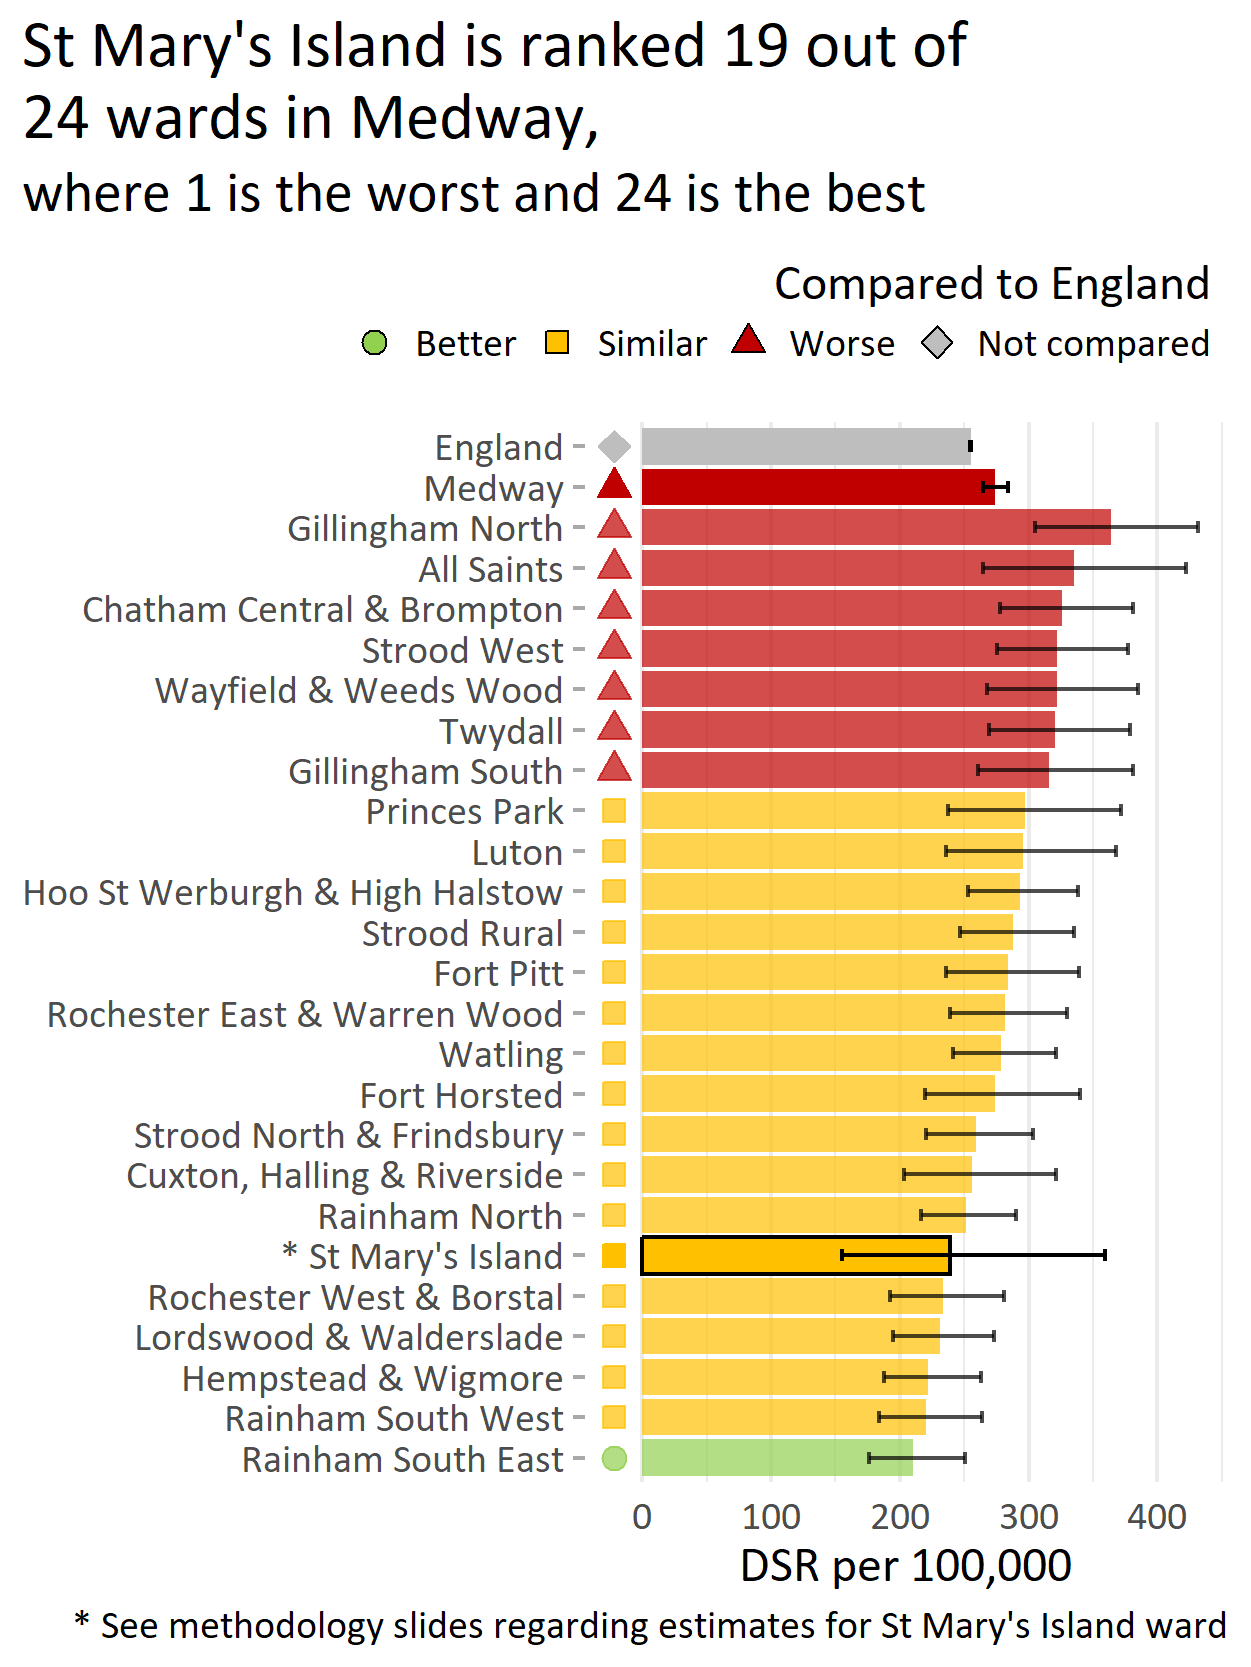 St Mary's Island is ranked 19 out of
24 wards in Medway,
where 1 is the worst and 24 is the best
Compared to England
Better Similar Worse Not compared
England
Medway
Gillingham North
All Saints
Chatham Central & Brompton
Strood West
Wayfield & Weeds Wood
Twydall
Gillingham South
Princes Park
Luton
Hoo St Werburgh & High Halstow
Strood Rural
Fort Pitt
Rochester East & Warren Wood
Watling
Fort Horsted
Strood North & Frindsbury
Cuxton, Halling & Riverside
Rainham North
* St Mary's Island
Rochester West & Borstal
Lordswood & Walderslade
Hempstead & Wigmore
Rainham South West
Rainham South East
0 100 200 300 400
DSR per 100,000
* See methodology slides regarding estimates for St Mary's Island ward